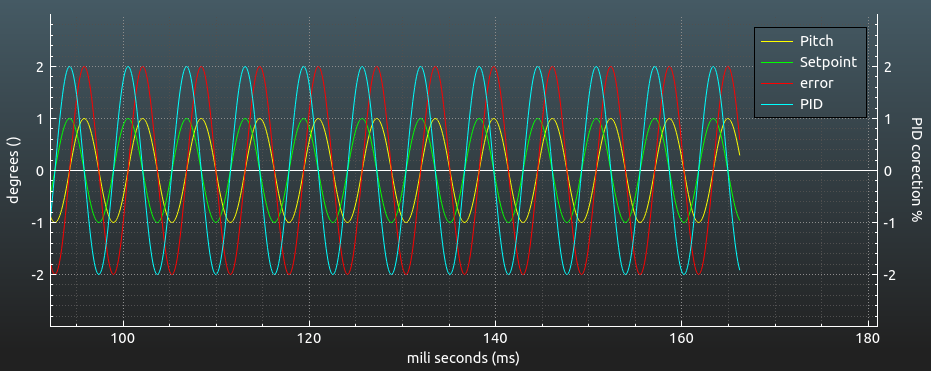 Pitch
Setpoint
error
PID
2
1
0
-1
-2
2
1
0
-1
-2
degrees ()
PID corection %
100
120
140
160
180
mili seconds (ms)